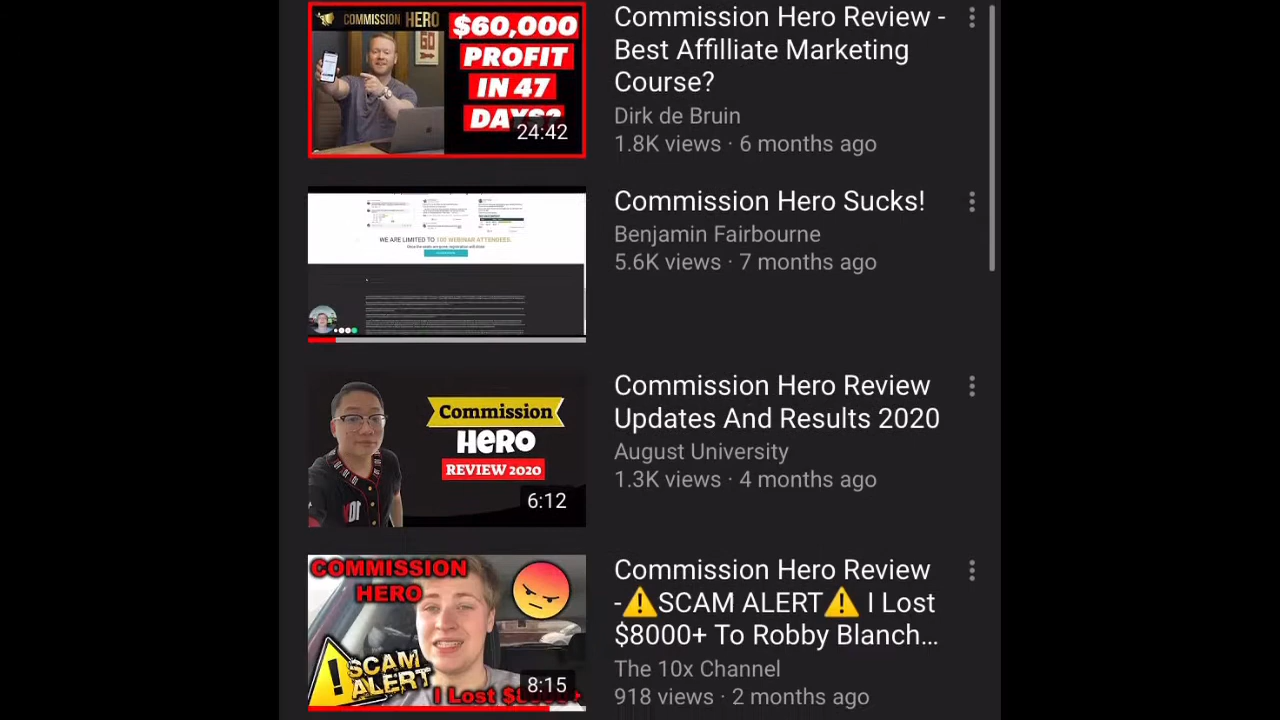 COMMISSION HERO
$60,000
PROFIT
IN 47
DAYS?
24:42
Commission Hero Review -
Best Affilliate Marketing
Course?
Dirk de Bruin
1.8K views · 6 months ago
WE ARE LIMITED TO 100 WEBINAR ATTENDEES.
Commission Hero Sucks!
Benjamin Fairbourne
5.6K views · 7 months ago
Commission
HERO
REVIEW 2020
6:12
Commission Hero Review
Updates And Results 2020
August University
1.3K views · 4 months ago
COMMISSION
HERO
SCAM
ALERT
I Lost
8:15
Commission Hero Review
-⚠️SCAM ALERT⚠️ I Lost
$8000+ To Robby Blanch...
The 10x Channel
918 views · 2 months ago